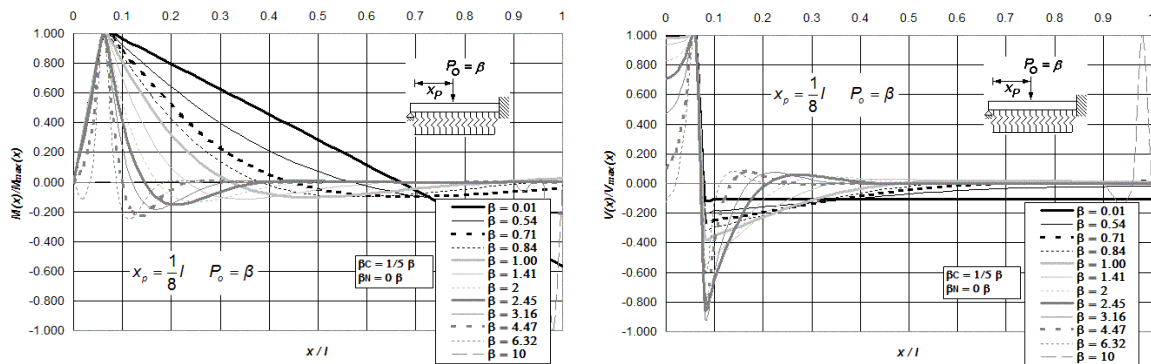 0 0.1 0.2 0.3 0.4 0.5 0.6 0.7 0.8 0.9 1
1.000
0.800
0.600
0.400
0.200
0.000
-0.200
-0.400
-0.600
-0.800
-1.000
M(x)/Mmax(x)
x / l
P₀ = β
xₚ
xₚ = 1/8 l P₀ = β
βC = 1/5 β
βN = 0 β
β = 0.01
β = 0.54
β = 0.71
β = 0.84
β = 1.00
β = 1.41
β = 2
β = 2.45
β = 3.16
β = 4.47
β = 6.32
β = 10
0 0.1 0.2 0.3 0.4 0.5 0.6 0.7 0.8 0.9 1
1.000
0.800
0.600
0.400
0.200
0.000
-0.200
-0.400
-0.600
-0.800
-1.000
V(x)/Vmax(x)
x / l
xₚ = 1/8 l P₀ = β
P₀ = β
xₚ
βC = 1/5 β
βN = 0 β
β = 0.01
β = 0.54
β = 0.71
β = 0.84
β = 1.00
β = 1.41
β = 2
β = 2.45
β = 3.16
β = 4.47
β = 6.32
β = 10